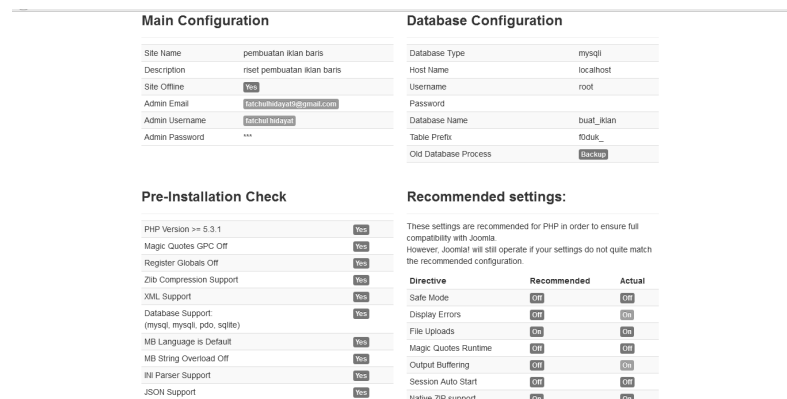 Main Configuration
Site Name pembuatan iklan baris
Description riset pembuatan iklan baris
Site Offline Yes
Admin Email fatchulhidayat9@gmail.com
Admin Username fatchul hidayat
Admin Password ***
Database Configuration
Database Type mysqli
Host Name localhost
Username root
Password
Database Name buat_iklan
Table Prefix f0duk_
Old Database Process Backup
Pre-Installation Check
PHP Version >= 5.3.1 Yes
Magic Quotes GPC Off Yes
Register Globals Off Yes
Zlib Compression Support Yes
XML Support Yes
Database Support: Yes
(mysql, mysqli, pdo, sqlite)
MB Language is Default Yes
MB String Overload Off Yes
INI Parser Support Yes
JSON Support Yes
Recommended settings:
These settings are recommended for PHP in order to ensure full
compatibility with Joomla.
However, Joomla! will still operate if your settings do not quite match
the recommended configuration.
Directive Recommended Actual
Safe Mode Off Off
Display Errors Off On
File Uploads On On
Magic Quotes Runtime Off Off
Output Buffering Off On
Session Auto Start Off Off
Native ZIP support On On